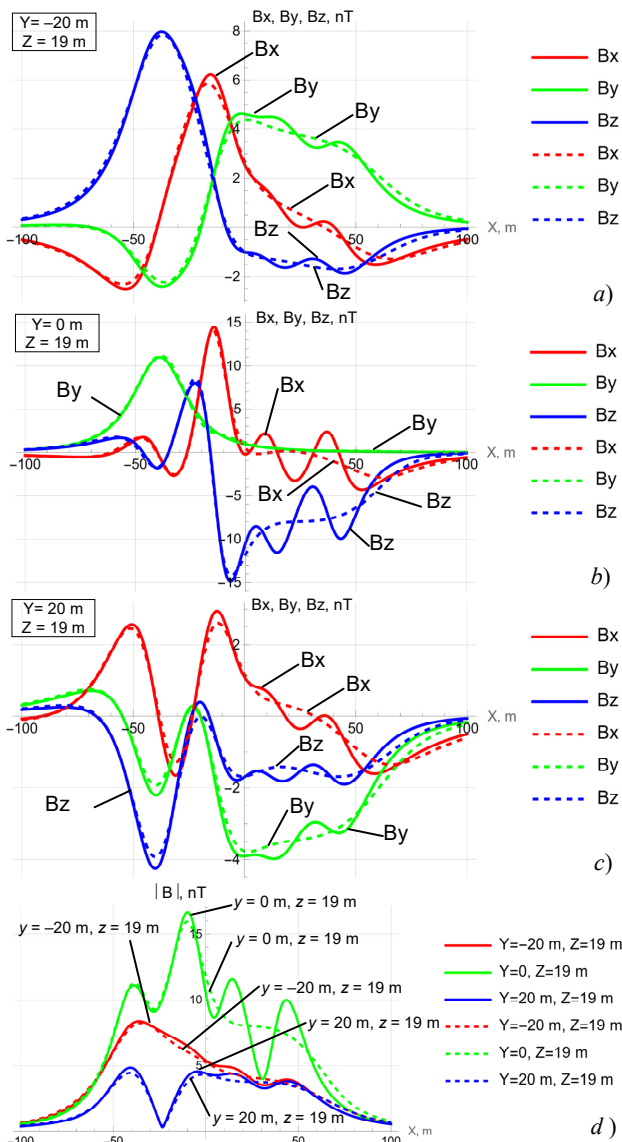 Y= –20 m
Z = 19 m
Bx, By, Bz, nT
8
6
4
2
−2
−100
−50
50
100
X, m
Bx
By
By
Bx
Bz
Bz
Bx
By
Bz
Bx
By
Bz
a)
Y= 0 m
Z = 19 m
Bx, By, Bz, nT
15
10
5
−5
−10
−15
−100
−50
50
100
X, m
By
Bx
By
Bx
Bz
Bz
Bx
By
Bz
Bx
By
Bz
b)
Y= 20 m
Z = 19 m
Bx, By, Bz, nT
2
−2
−4
−100
−50
50
100
X, m
Bx
Bx
Bz
Bz
By
By
Bx
By
Bz
Bx
By
Bz
c)
| B |, nT
y = 0 m, z = 19 m
y = –20 m, z = 19 m
y = 0 m, z = 19 m
y = –20 m, z = 19 m
y = 20 m, z = 19 m
y = 20 m, z = 19 m
15
10
5
−100
−50
50
100
X, m
Y=−20 m, Z=19 m
Y=0, Z=19 m
Y=20 m, Z=19 m
Y=−20 m, Z=19 m
Y=0, Z=19 m
Y=20 m, Z=19 m
d )